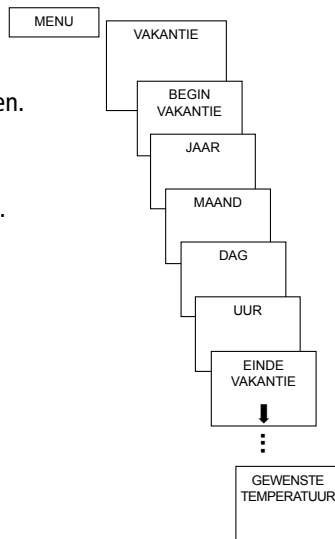 MENU
VAKANTIE
en.
BEGIN
VAKANTIE
JAAR
.
MAAND
DAG
UUR
EINDE
VAKANTIE
GEWENSTE
TEMPERATUUR